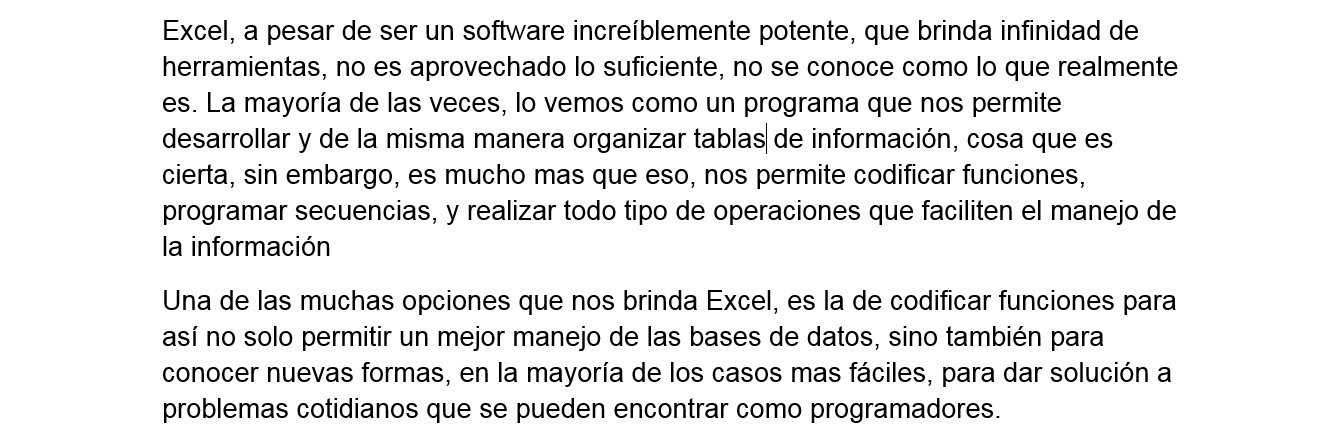 Excel, a pesar de ser un software increíblemente potente, que brinda infinidad de
herramientas, no es aprovechado lo suficiente, no se conoce como lo que realmente
es. La mayoría de las veces, lo vemos como un programa que nos permite
desarrollar y de la misma manera organizar tablas de información, cosa que es
cierta, sin embargo, es mucho mas que eso, nos permite codificar funciones,
programar secuencias, y realizar todo tipo de operaciones que faciliten el manejo de
la información
Una de las muchas opciones que nos brinda Excel, es la de codificar funciones para
así no solo permitir un mejor manejo de las bases de datos, sino también para
conocer nuevas formas, en la mayoría de los casos mas fáciles, para dar solución a
problemas cotidianos que se pueden encontrar como programadores.